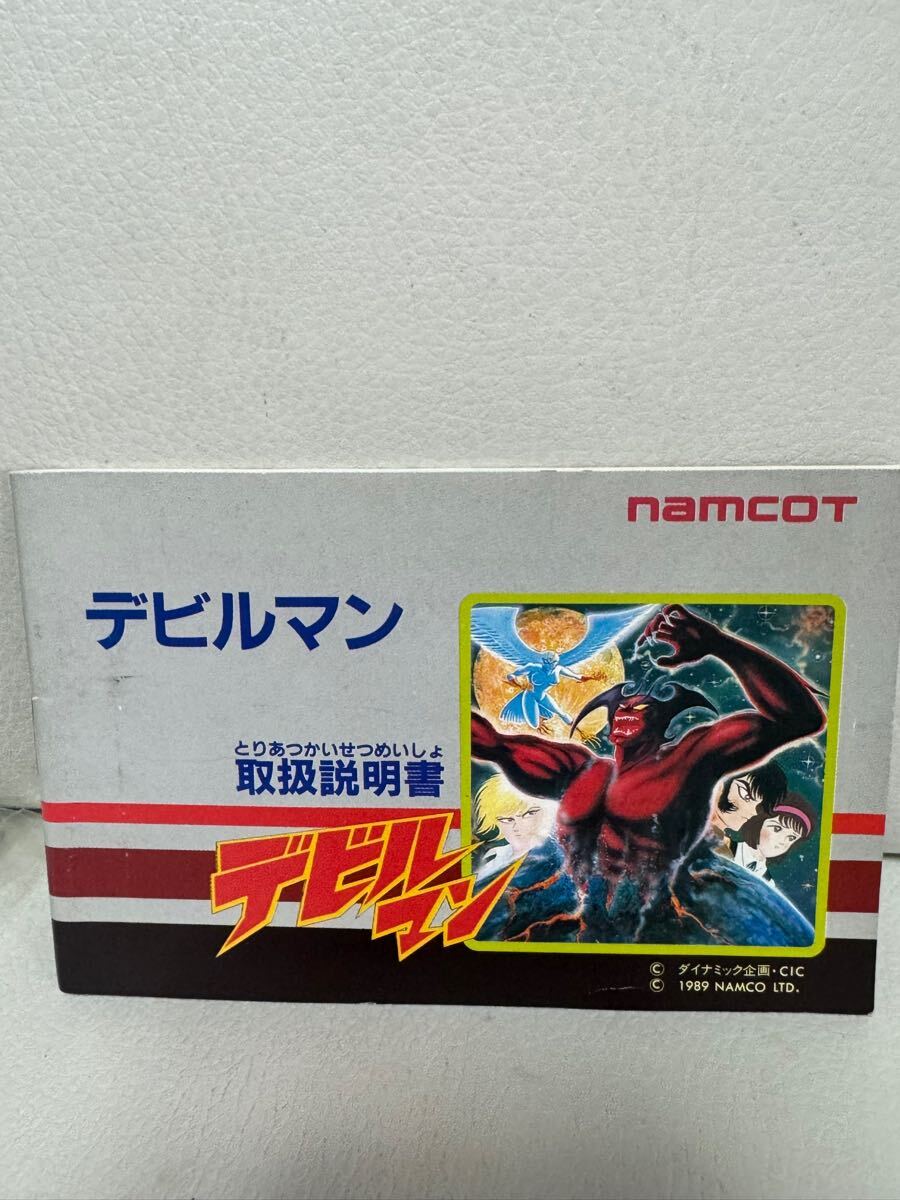 namcoT
デビルマン
とりあつかいせつめいしょ
取扱説明書
デビル
マン
© ダイナミック企画・CIC
© 1989 NAMCO LTD.